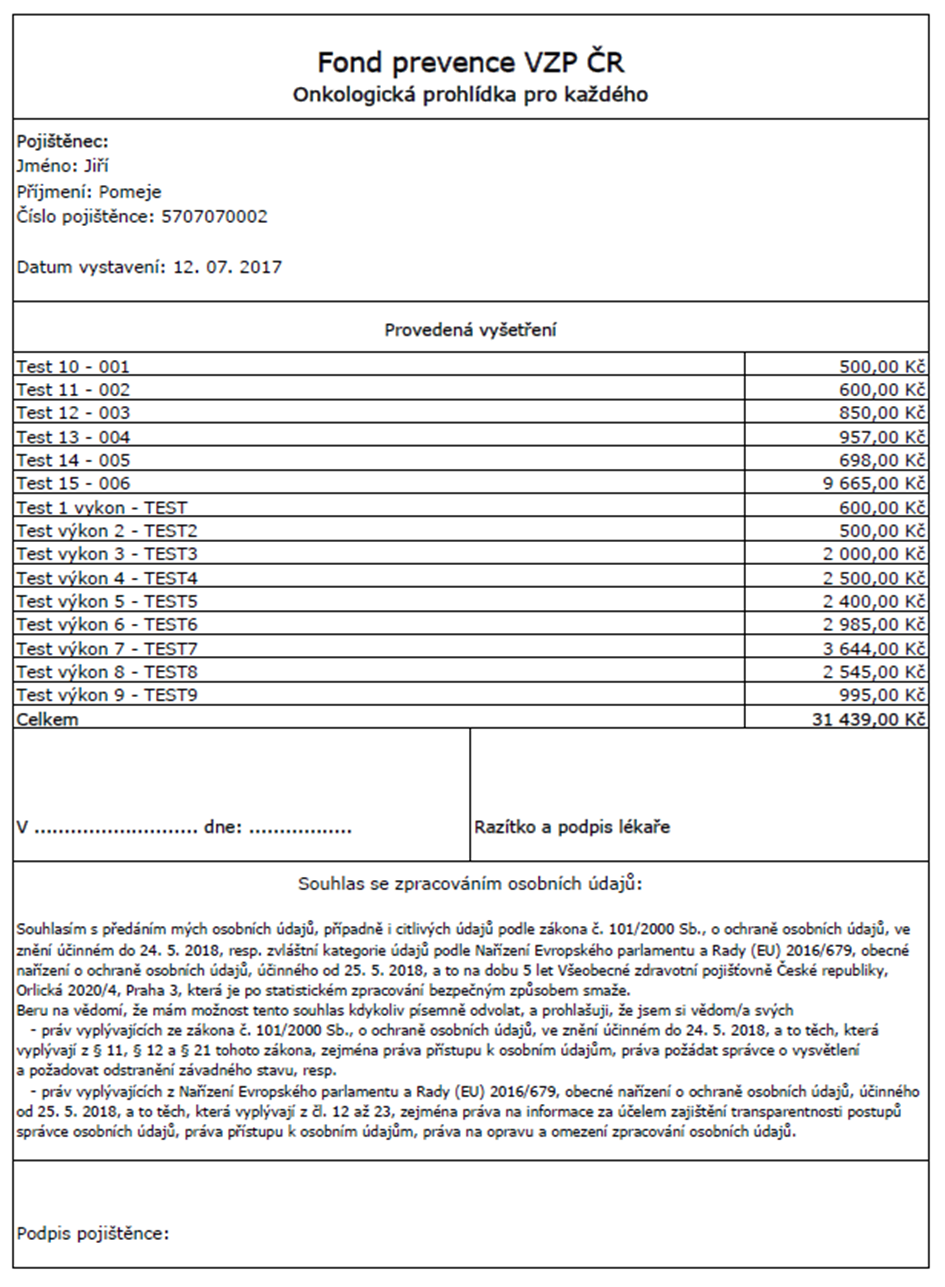 Fond prevence VZP ČR
Onkologická prohlídka pro každého
Pojištěnec:
Jméno: Jiří
Příjmení: Pomeje
Číslo pojištěnce: 5707070002
Datum vystavení: 12. 07. 2017
Provedená vyšetření
Test 10 - 001 500,00 Kč
Test 11 - 002 600,00 Kč
Test 12 - 003 850,00 Kč
Test 13 - 004 957,00 Kč
Test 14 - 005 698,00 Kč
Test 15 - 006 9 665,00 Kč
Test 1 vykon - TEST 600,00 Kč
Test výkon 2 - TEST2 500,00 Kč
Test vykon 3 - TEST3 2 000,00 Kč
Test výkon 4 - TEST4 2 500,00 Kč
Test výkon 5 - TEST5 2 400,00 Kč
Test výkon 6 - TEST6 2 985,00 Kč
Test výkon 7 - TEST7 3 644,00 Kč
Test výkon 8 - TEST8 2 545,00 Kč
Test výkon 9 - TEST9 995,00 Kč
Celkem 31 439,00 Kč
V ........................... dne: ................. Razítko a podpis lékaře
Souhlas se zpracováním osobních údajů:
Souhlasím s předáním mých osobních údajů, případně i citlivých údajů podle zákona č. 101/2000 Sb., o ochraně osobních údajů, ve
znění účinném do 24. 5. 2018, resp. zvláštní kategorie údajů podle Nařízení Evropského parlamentu a Rady (EU) 2016/679, obecné
nařízení o ochraně osobních údajů, účinného od 25. 5. 2018, a to na dobu 5 let Všeobecné zdravotní pojišťovně České republiky,
Orlická 2020/4, Praha 3, která je po statistickém zpracování bezpečným způsobem smaže.
Beru na vědomí, že mám možnost tento souhlas kdykoliv písemně odvolat, a prohlašuji, že jsem si vědom/a svých
- práv vyplývajících ze zákona č. 101/2000 Sb., o ochraně osobních údajů, ve znění účinném do 24. 5. 2018, a to těch, která
vyplývají z § 11, § 12 a § 21 tohoto zákona, zejména práva přístupu k osobním údajům, práva požádat správce o vysvětlení
a požadovat odstranění závadného stavu, resp.
- práv vyplývajících z Nařízení Evropského parlamentu a Rady (EU) 2016/679, obecné nařízení o ochraně osobních údajů, účinného
od 25. 5. 2018, a to těch, která vyplývají z čl. 12 až 23, zejména práva na informace za účelem zajištění transparentnosti postupů
správce osobních údajů, práva přístupu k osobním údajům, práva na opravu a omezení zpracování osobních údajů.
Podpis pojištěnce: